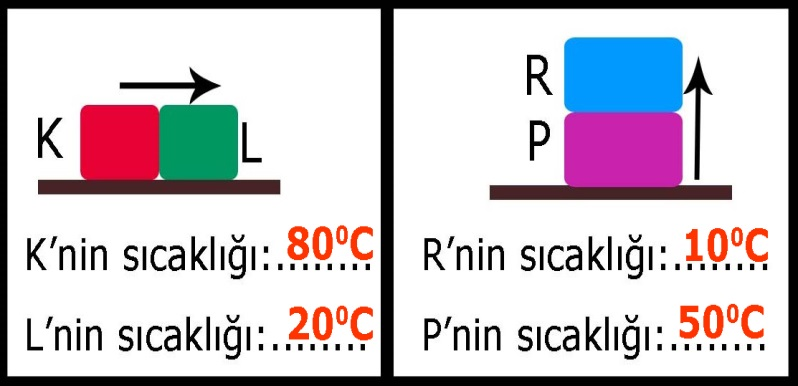 K
L
K’nin sıcaklığı:........ 80⁰C
L’nin sıcaklığı:........ 20⁰C
R
P
R’nin sıcaklığı:........ 10⁰C
P’nin sıcaklığı:........ 50⁰C